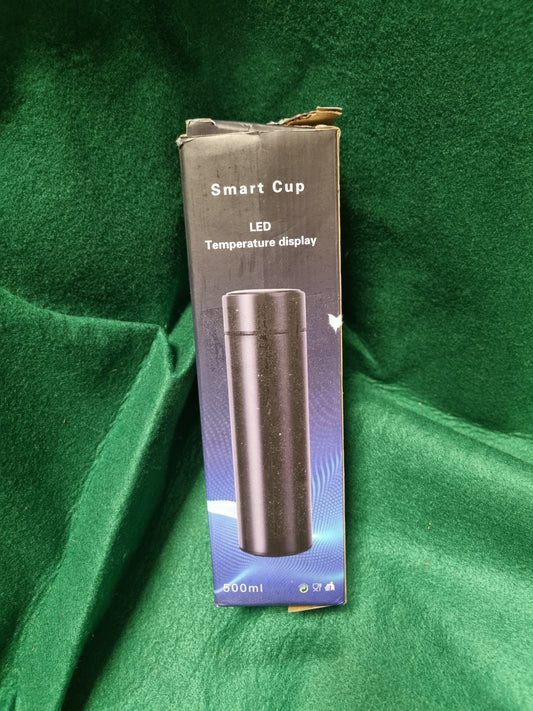 Smart Cup
LED
Temperature display
500ml